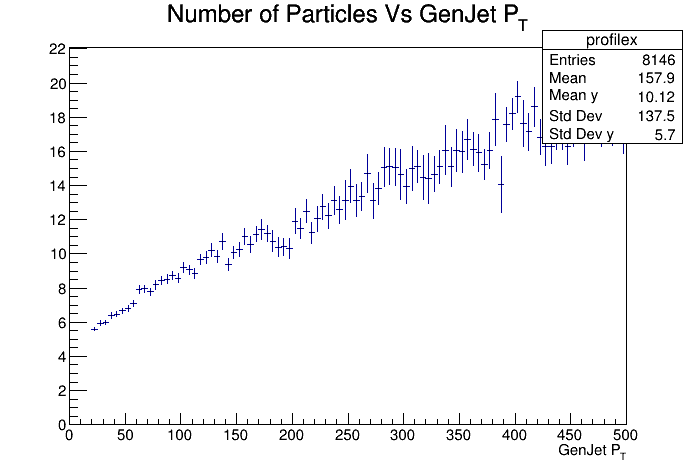 Number of Particles Vs GenJet P_T
profilex
Entries 8146
Mean 157.9
Mean y 10.12
Std Dev 137.5
Std Dev y 5.7
22
20
18
16
14
12
10
8
6
4
2
0
0 50 100 150 200 250 300 350 400 450 500
GenJet P_T